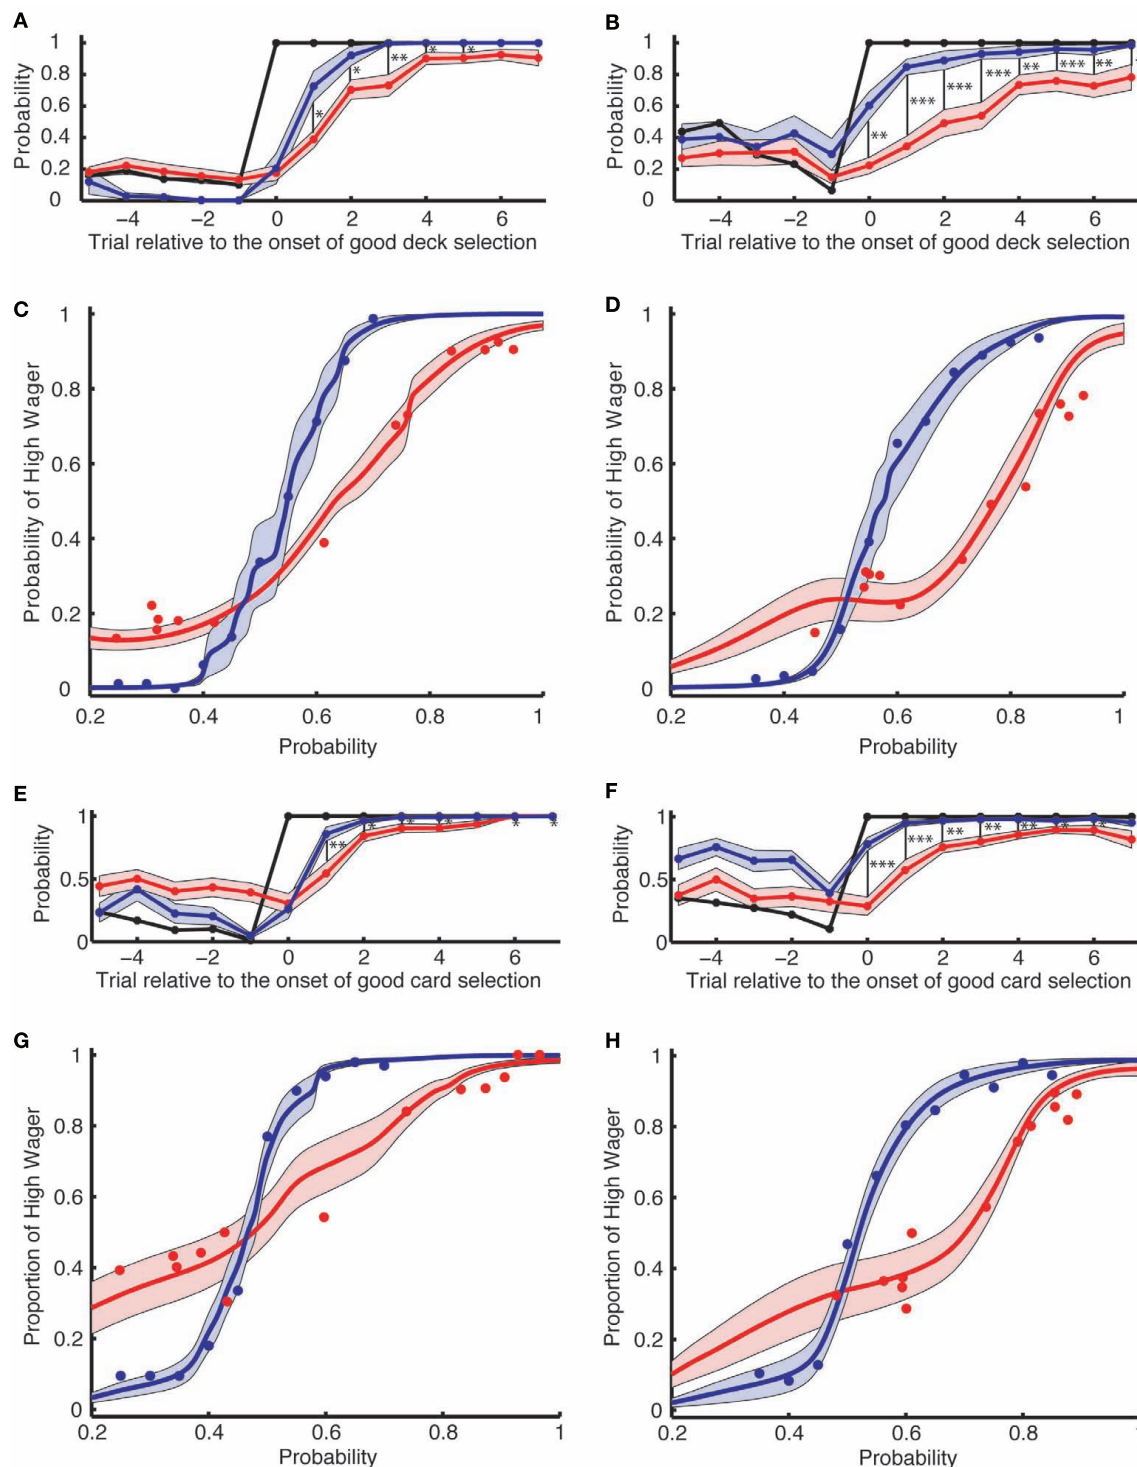 A
Probability
1
0.8
0.6
0.4
0.2
0
* * ** * *
−4 −2 0 2 4 6
Trial relative to the onset of good deck selection
B
Probability
1
0.8
0.6
0.4
0.2
0
** *** *** *** ** *** **
−4 −2 0 2 4 6
Trial relative to the onset of good deck selection
C
Probability of High Wager
1
0.8
0.6
0.4
0.2
0
0.2 0.4 0.6 0.8 1
Probability
D
Probability of High Wager
1
0.8
0.6
0.4
0.2
0
0.2 0.4 0.6 0.8 1
Probability
E
Probability
1
0.5
0
** * * * * *
−4 −2 0 2 4 6
Trial relative to the onset of good card selection
F
Probability
1
0.5
0
*** *** ** ** ** ** *
−4 −2 0 2 4 6
Trial relative to the onset of good card selection
G
Proportion of High Wager
1
0.8
0.6
0.4
0.2
0
0.2 0.4 0.6 0.8 1
Probability
H
Proportion of High Wager
1
0.8
0.6
0.4
0.2
0
0.2 0.4 0.6 0.8
Probability